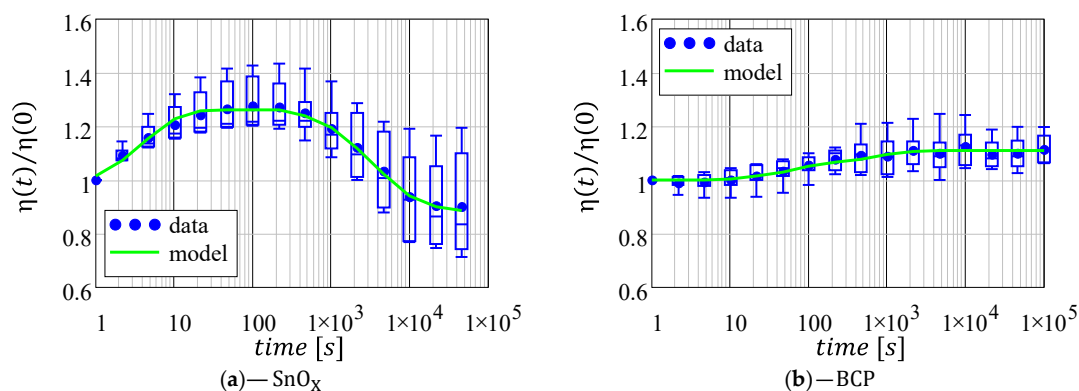 1.6
1.4
1.2
1
0.8
0.6
η(t)/η(0)
data
model
1 10 100 1×10³ 1×10⁴ 1×10⁵
time [s]
(a)— SnOₓ
1.6
1.4
1.2
1
0.8
0.6
η(t)/η(0)
data
model
1 10 100 1×10³ 1×10⁴ 1×10⁵
time [s]
(b)—BCP